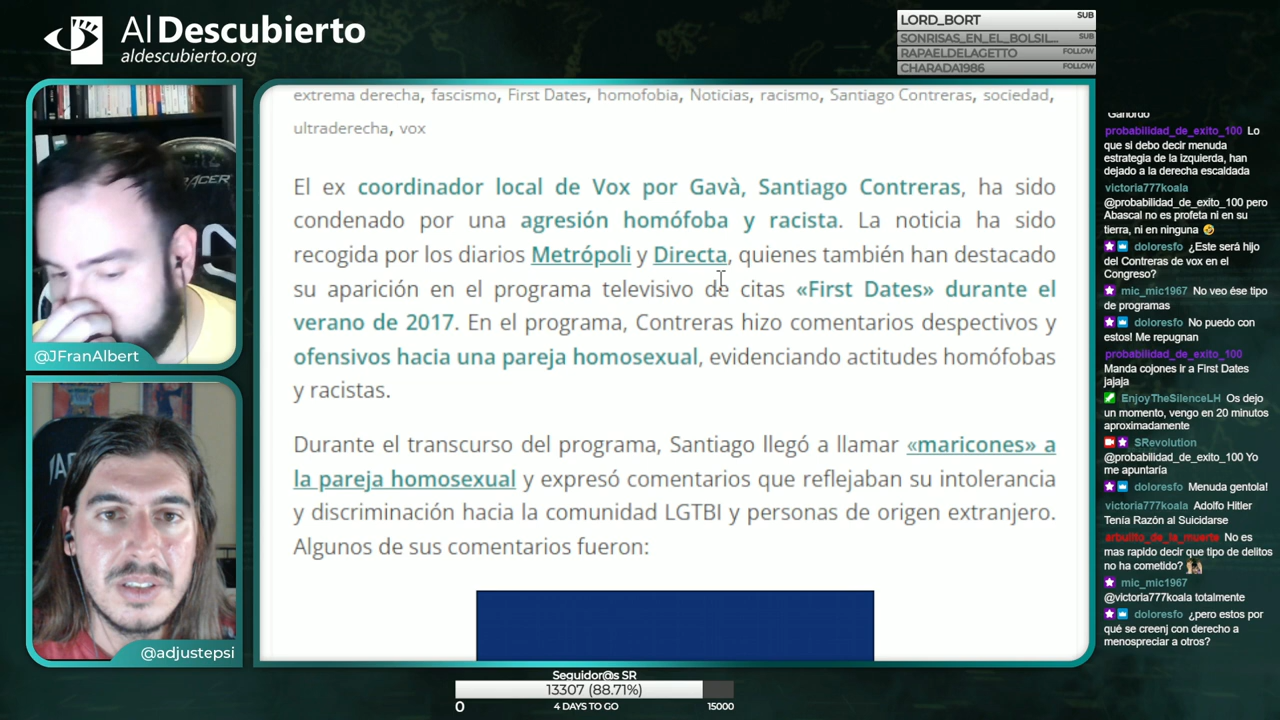 Al Descubierto
aldescubierto.org
LORD_BORT SUB
SONRISAS_EN_EL_BOLSIL... SUB
RAPAELDELAGETTO FOLLOW
CHARADA1986 FOLLOW
@JFranAlbert
@adjustepsi
extrema derecha, fascismo, First Dates, homofobia, Noticias, racismo, Santiago Contreras, sociedad,
ultraderecha, vox
El ex coordinador local de Vox por Gavà, Santiago Contreras, ha sido
condenado por una agresión homófoba y racista. La noticia ha sido
recogida por los diarios Metrópoli y Directa, quienes también han destacado
su aparición en el programa televisivo de citas «First Dates» durante el
verano de 2017. En el programa, Contreras hizo comentarios despectivos y
ofensivos hacia una pareja homosexual, evidenciando actitudes homófobas
y racistas.
Durante el transcurso del programa, Santiago llegó a llamar «maricones» a
la pareja homosexual y expresó comentarios que reflejaban su intolerancia
y discriminación hacia la comunidad LGTBI y personas de origen extranjero.
Algunos de sus comentarios fueron:
probabilidad_de_exito_100 Lo
que si debo decir menuda
estrategia de la Izquierda, han
dejado a la derecha escaldada
victoria777koala
@probabilidad_de_exito_100 pero
Abascal no es profeta ni en su
tierra, ni en ninguna 🤣
doloresfo ¿Este será hijo
del Contreras de vox en el
Congreso?
mic_mic1967 No veo ése tipo
de programas
doloresfo No puedo con
estos! Me repugnan
probabilidad_de_exito_100
Manda cojones ir a First Dates
jajaja
EnjoyTheSilenceLH Os dejo
un momento, vengo en 20 minutos
aproximadamente
SRevolution
@probabilidad_de_exito_100 Yo
me apuntaría
doloresfo Menuda gentola!
victoria777koala Adolfo Hitler
Tenía Razón al Suicidarse
arbulito_de_la_muerte No es
mas rapido decir que tipo de delitos
no ha cometido?
mic_mic1967
@victoria777koala totalmente
doloresfo ¿pero estos por
qué se creenj con derecho a
menospreciar a otros?
Seguidor@s SR
13307 (88.71%)
0 4 DAYS TO GO 15000